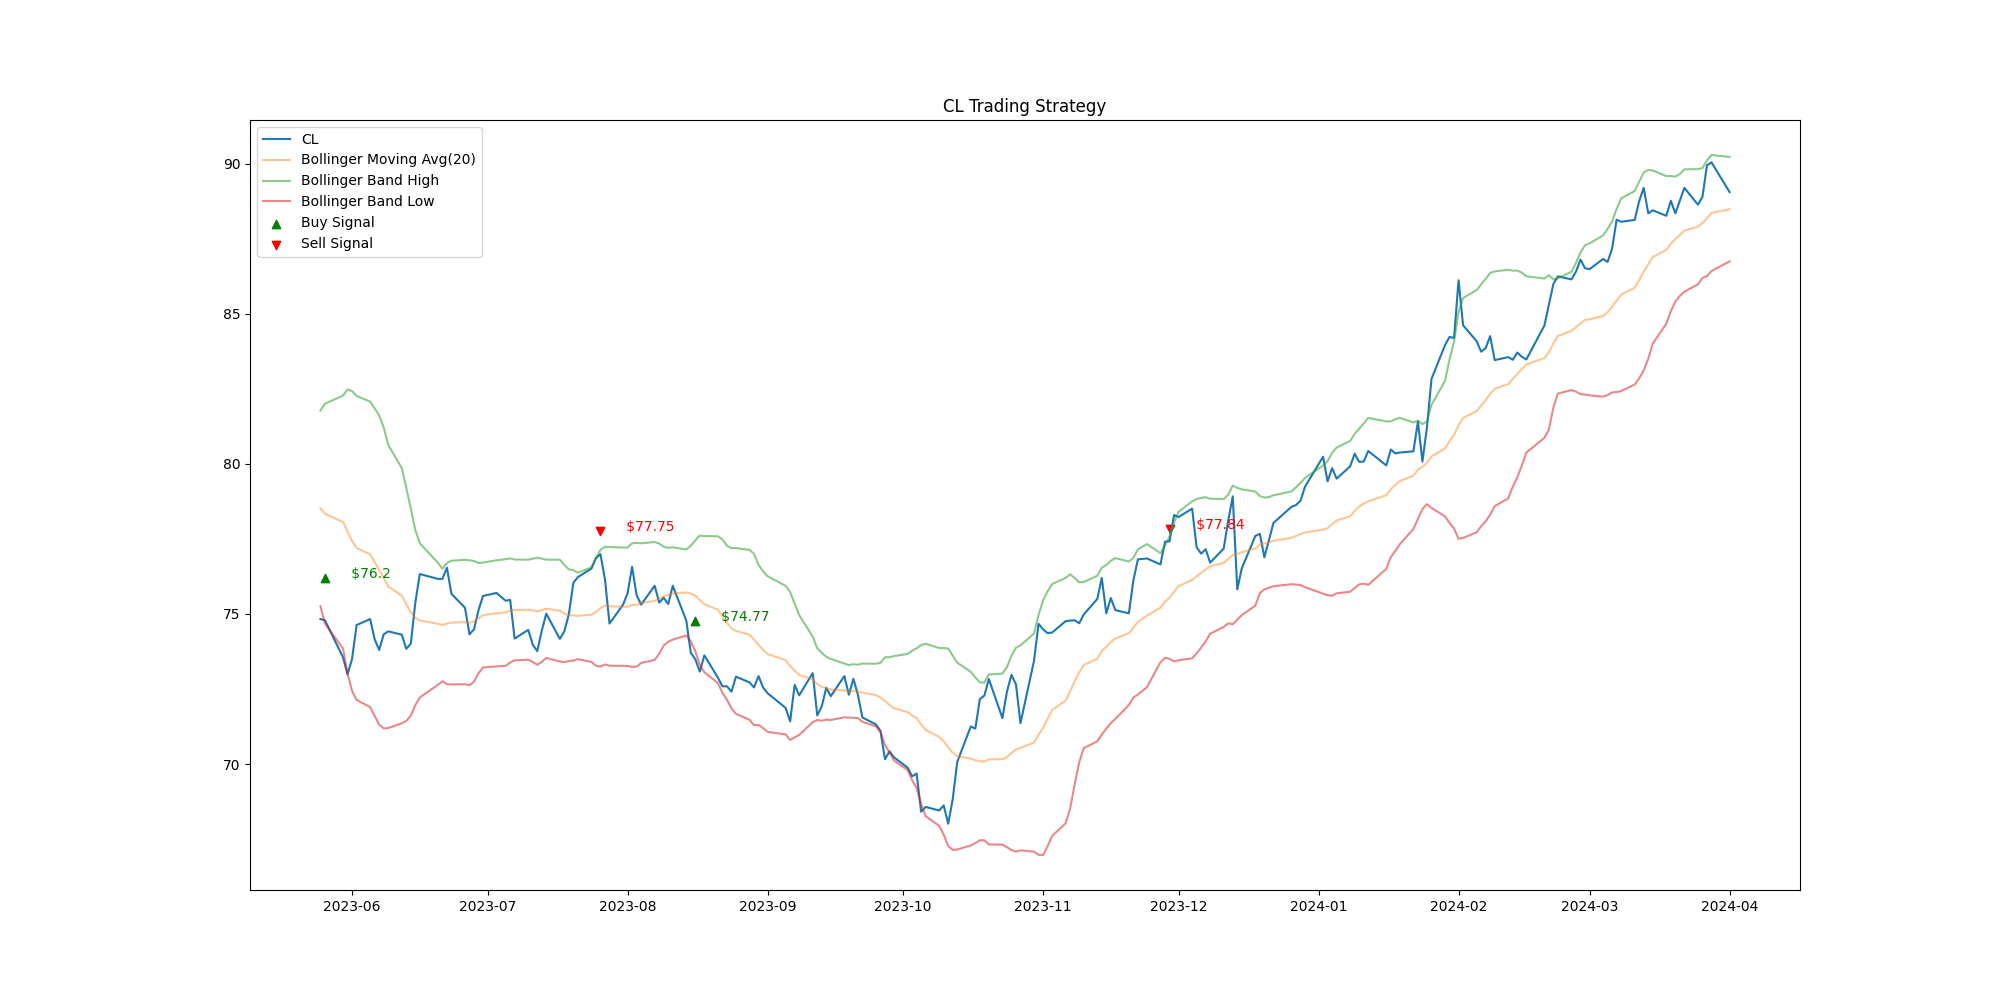 CL Trading Strategy
CL
Bollinger Moving Avg(20)
Bollinger Band High
Bollinger Band Low
Buy Signal
Sell Signal
90
85
80
75
70
$76.2
$77.75
$74.77
$77.84
2023-06 2023-07 2023-08 2023-09 2023-10 2023-11 2023-12 2024-01 2024-02 2024-03 2024-04